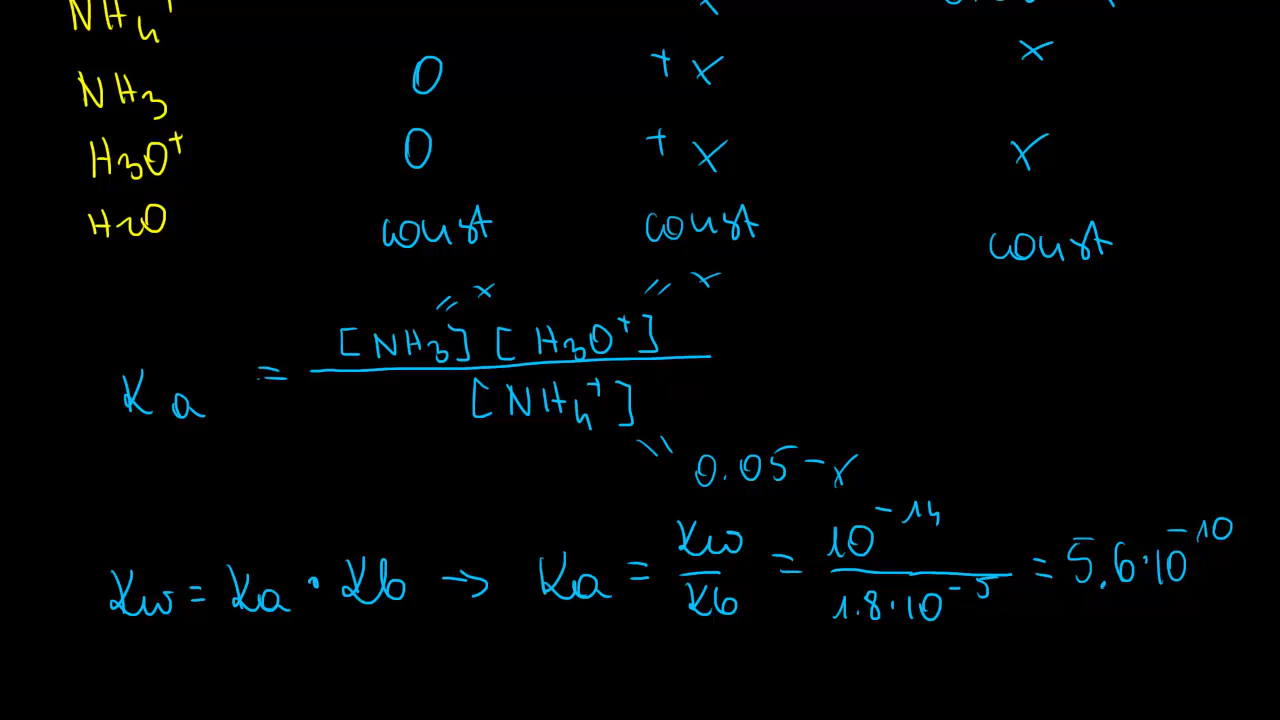 NH4+
NH3 0 +x x
H3O+ 0 +x x
H2O const const const
= x = x
Ka = [NH3][H3O+] / [NH4+]
= 0.05-x
Kw = Ka · Kb → Ka = Kw / Kb = 10^-14 / 1.8·10^-5 = 5.6·10^-10